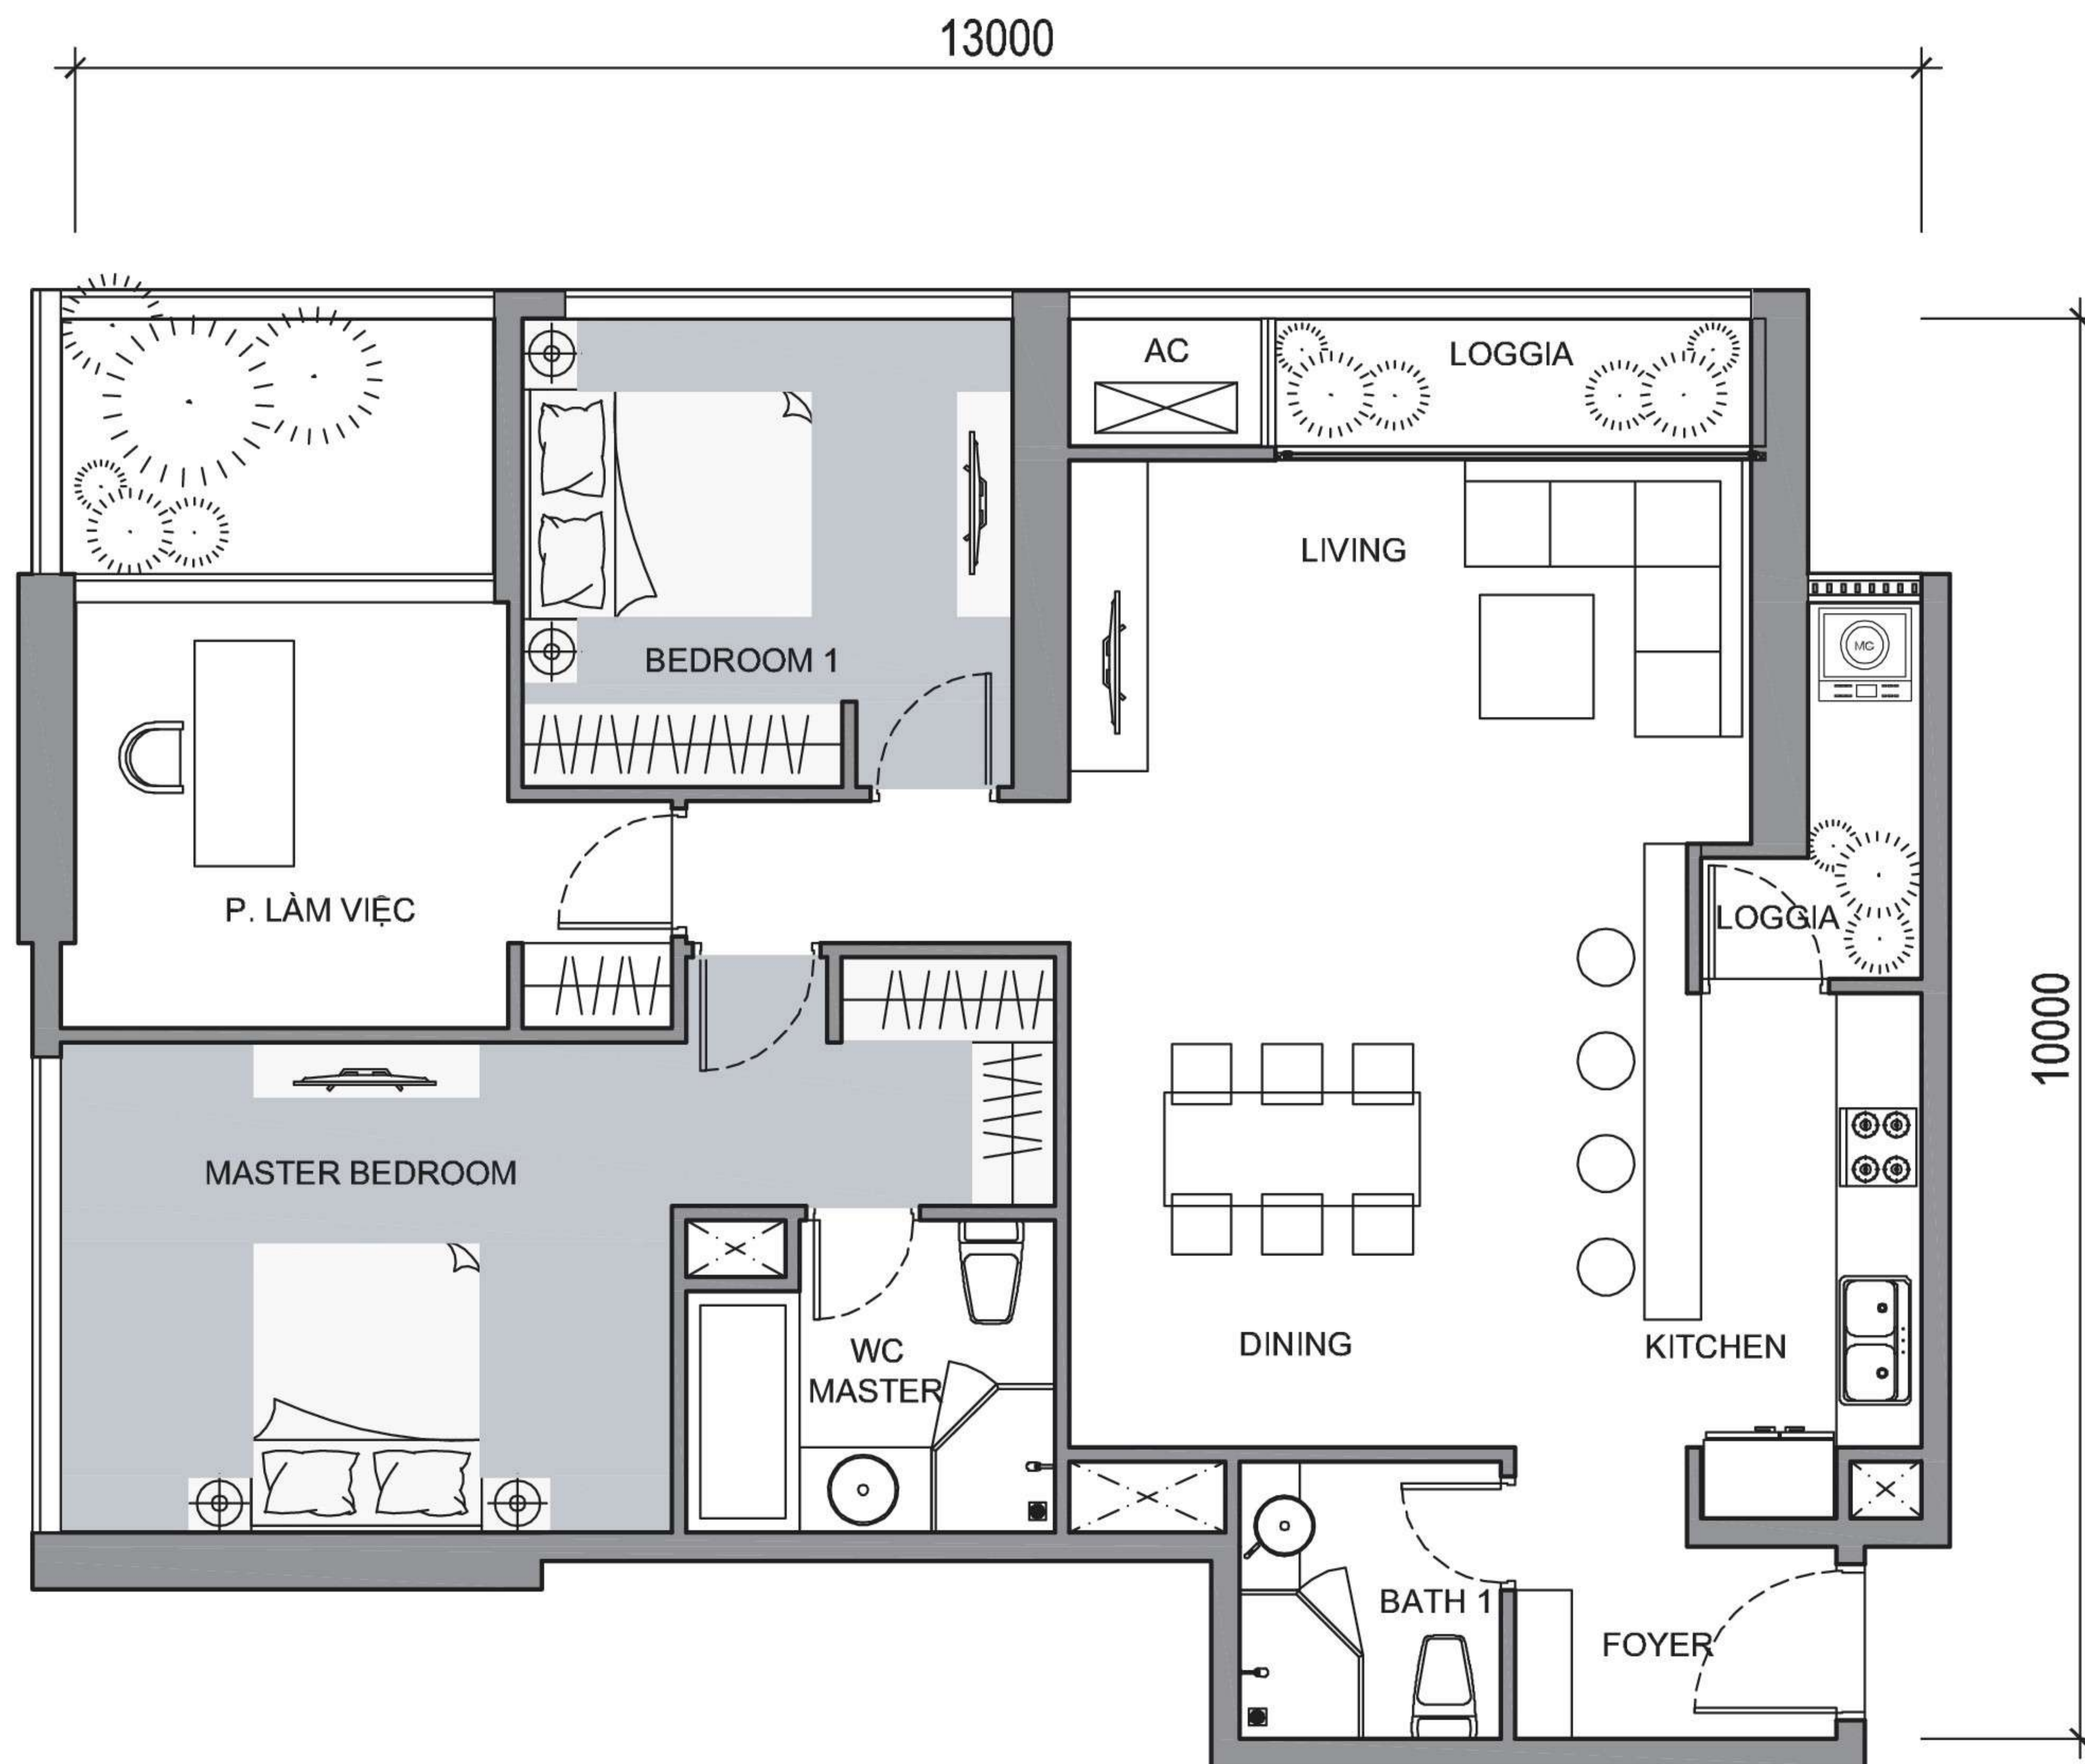 13000
AC
LOGGIA
LIVING
MC
BEDROOM 1
P. LÀM VIỆC
LOGGIA
10000
MASTER BEDROOM
DINING
KITCHEN
WC
MASTER
BATH 1
FOYER